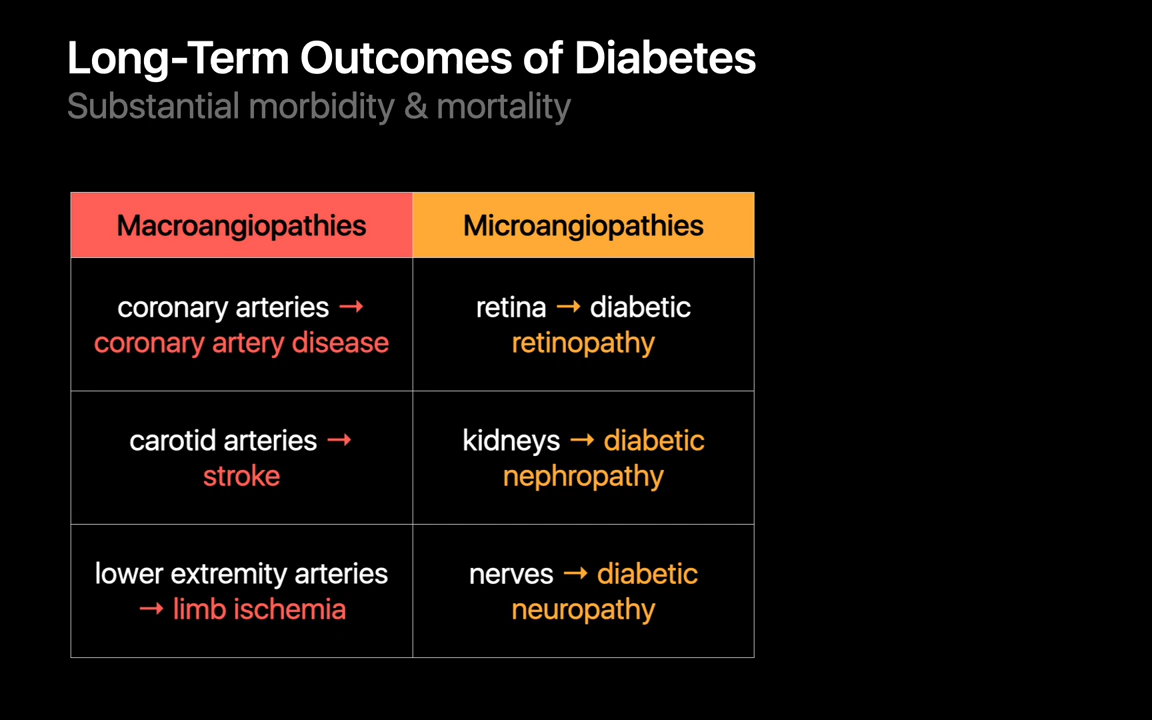 Long-Term Outcomes of Diabetes
Substantial morbidity & mortality
Macroangiopathies
Microangiopathies
coronary arteries →
coronary artery disease
retina → diabetic
retinopathy
carotid arteries →
stroke
kidneys → diabetic
nephropathy
lower extremity arteries
→ limb ischemia
nerves → diabetic
neuropathy